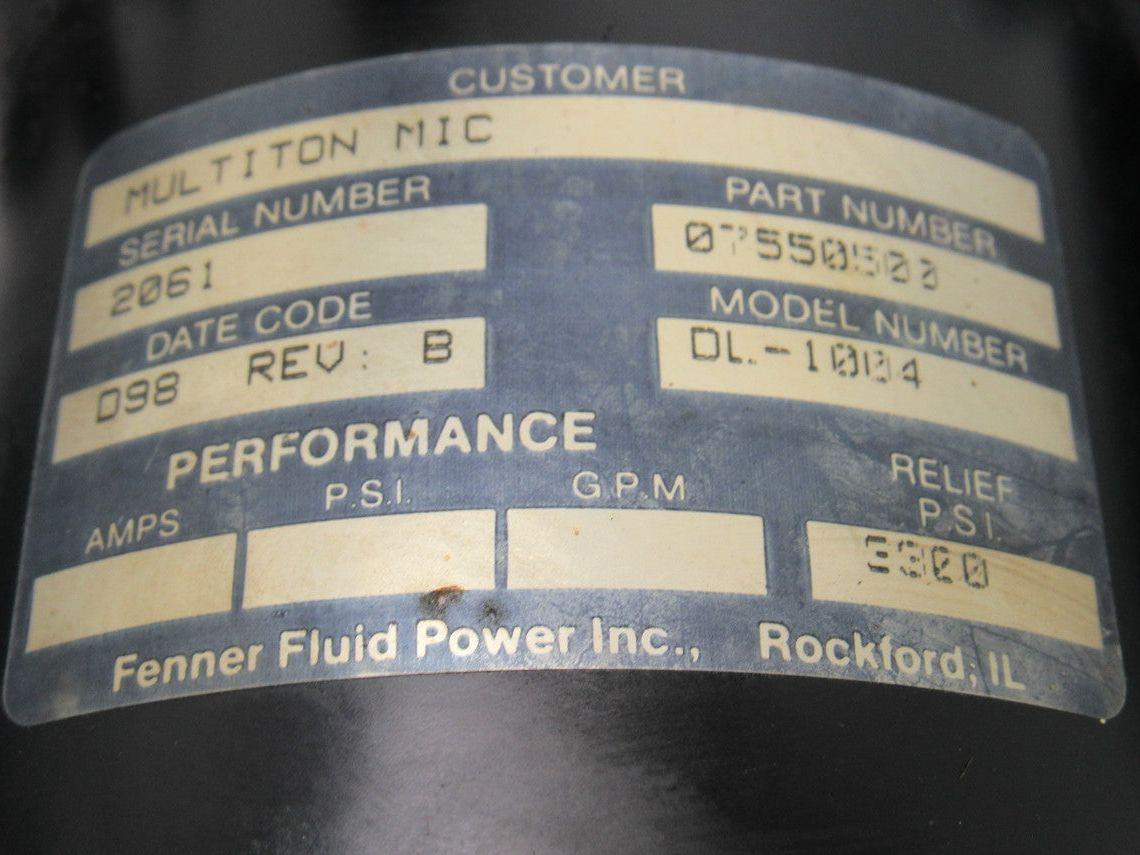 CUSTOMER
MULTITON MIC
SERIAL NUMBER PART NUMBER
2061 07550500
DATE CODE MODEL NUMBER
D98 REV: B DL-1004
PERFORMANCE
AMPS P.S.I. G.P.M RELIEF P.S.I.
3300
Fenner Fluid Power Inc., Rockford, IL